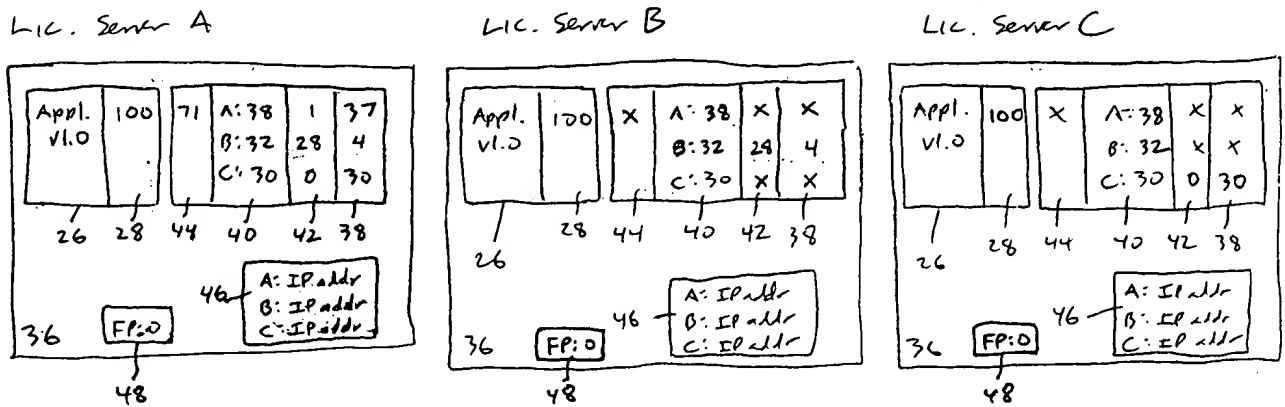 Lic. Server A
Appl. 100 71 A:38 1 37
v1.0 B:32 28 4
C:30 0 30
26 28 44 40 42 38
46 A: IP addr
B: IP addr
C: IP addr
36 FP:0
48
Lic. Server B
Appl. 100 X A:38 X X
v1.0 B:32 28 4
C:30 X X
26 28 44 40 42 38
46 A: IP addr
B: IP addr
C: IP addr
36 FP:0
48
Lic. Server C
Appl. 100 X A:38 X X
v1.0 B:32 X X
C:30 0 30
26 28 44 40 42 38
46 A: IP addr
B: IP addr
C: IP addr
36 FP:0
48